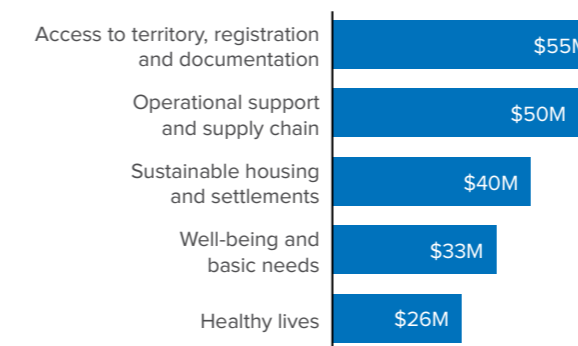 Access to territory, registration
and documentation
$55M
Operational support
and supply chain
$50M
Sustainable housing
and settlements
$40M
Well-being and
basic needs
$33M
Healthy lives
$26M